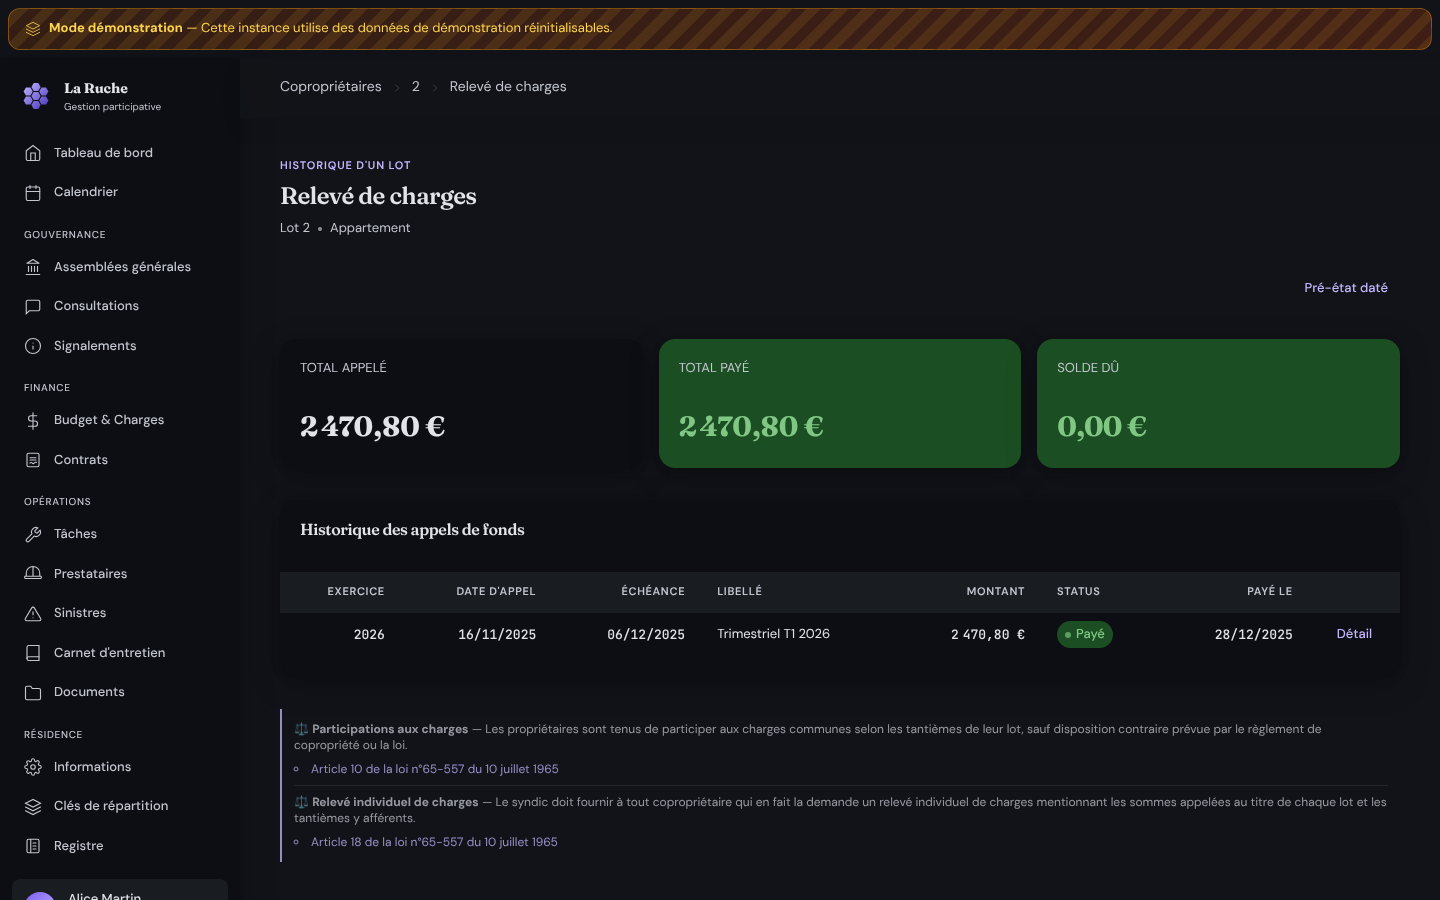 Mode démonstration — Cette instance utilise des données de démonstration réinitialisables.
La Ruche
Gestion participative
Tableau de bord
Calendrier
GOUVERNANCE
Assemblées générales
Consultations
Signalements
FINANCE
Budget & Charges
Contrats
OPÉRATIONS
Tâches
Prestataires
Sinistres
Carnet d'entretien
Documents
RÉSIDENCE
Informations
Clés de répartition
Registre
Alice Martin
Copropriétaires > 2 > Relevé de charges
HISTORIQUE D'UN LOT
Relevé de charges
Lot 2 • Appartement
Pré-état daté
TOTAL APPELÉ
2 470,80 €
TOTAL PAYÉ
2 470,80 €
SOLDE DÛ
0,00 €
Historique des appels de fonds
EXERCICE DATE D'APPEL ÉCHÉANCE LIBELLÉ MONTANT STATUS PAYÉ LE
2026 16/11/2025 06/12/2025 Trimestriel T1 2026 2 470,80 € Payé 28/12/2025 Détail
Participations aux charges — Les propriétaires sont tenus de participer aux charges communes selon les tantièmes de leur lot, sauf disposition contraire prévue par le règlement de
copropriété ou la loi.
Article 10 de la loi n°65-557 du 10 juillet 1965
Relevé individuel de charges — Le syndic doit fournir à tout copropriétaire qui en fait la demande un relevé individuel de charges mentionnant les sommes appelées au titre de chaque lot et les
tantièmes y afférents.
Article 18 de la loi n°65-557 du 10 juillet 1965